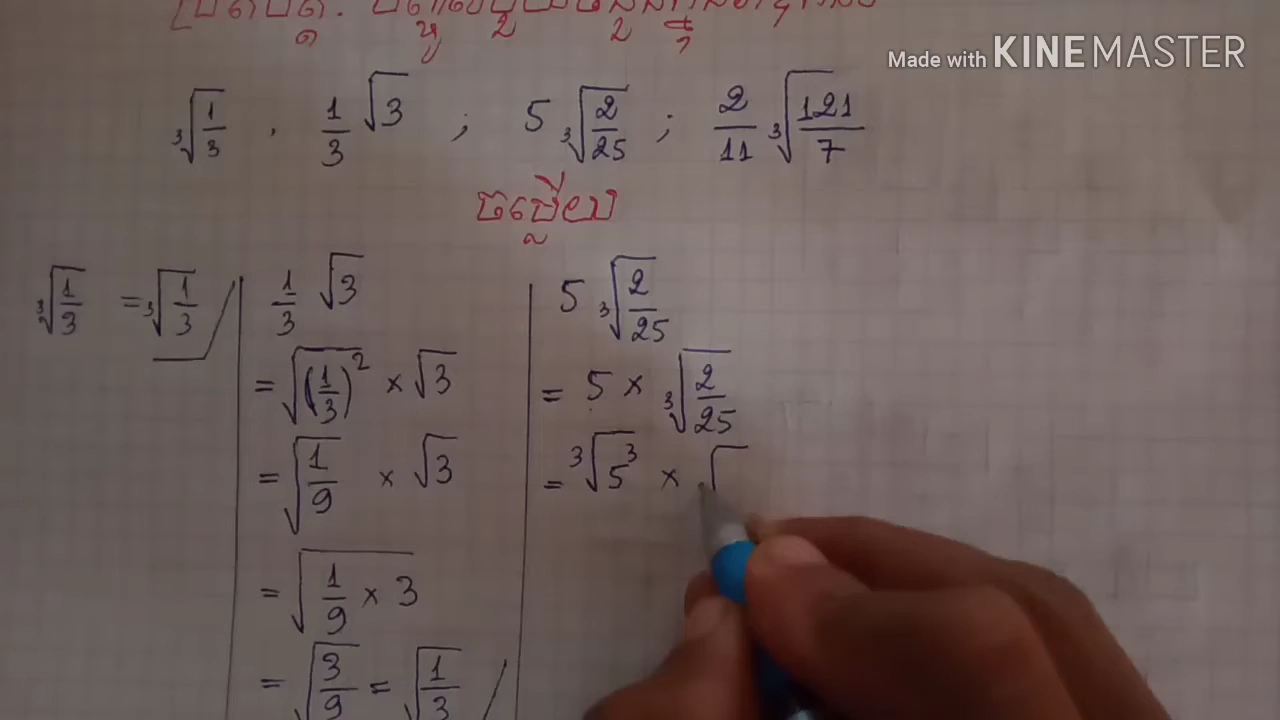 Made with KINEMASTER
∛(1/3) . 1/3 √3 ; 5 ∛(2/25) ; 2/11 ∛(121/7)
ចម្លើយ
∛(1/3) = ∛(1/3)
1/3 √3
= √((1/3)²) × √3
= √(1/9) × √3
= √(1/9 × 3)
= √(3/9) = √(1/3)
5 ∛(2/25)
= 5 × ∛(2/25)
= ∛(5³) × √